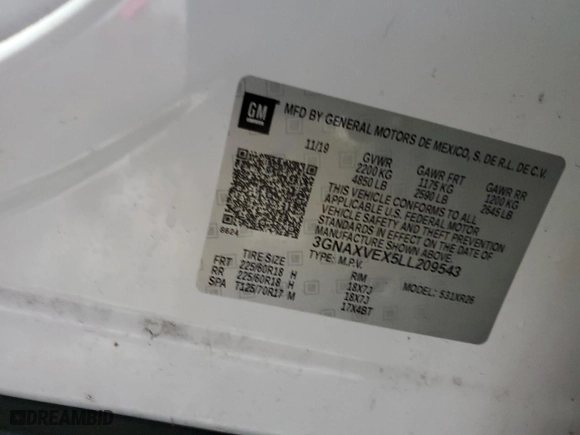 GM
MFD BY GENERAL MOTORS DE MEXICO, S. DE R.L. DE C.V.
11/19 GVWR GAWR FRT GAWR RR
2200 KG 1175 KG 1200 KG
4850 LB 2590 LB 2645 LB
THIS VEHICLE CONFORMS TO ALL
APPLICABLE U.S. FEDERAL MOTOR
VEHICLE SAFETY AND THEFT PREVENTION
STANDARDS IN EFFECT ON THE DATE OF
MANUFACTURE SHOWN ABOVE.
8624 3GNAXVEX5LL209543
TYPE: M.P.V. MODEL: 531XR26
TIRE SIZE RIM
FRT 225/60R18 H 18X7J
RR 225/60R18 H 18X7J
SPA T125/70R17 M 17X4BT
DREAMBID